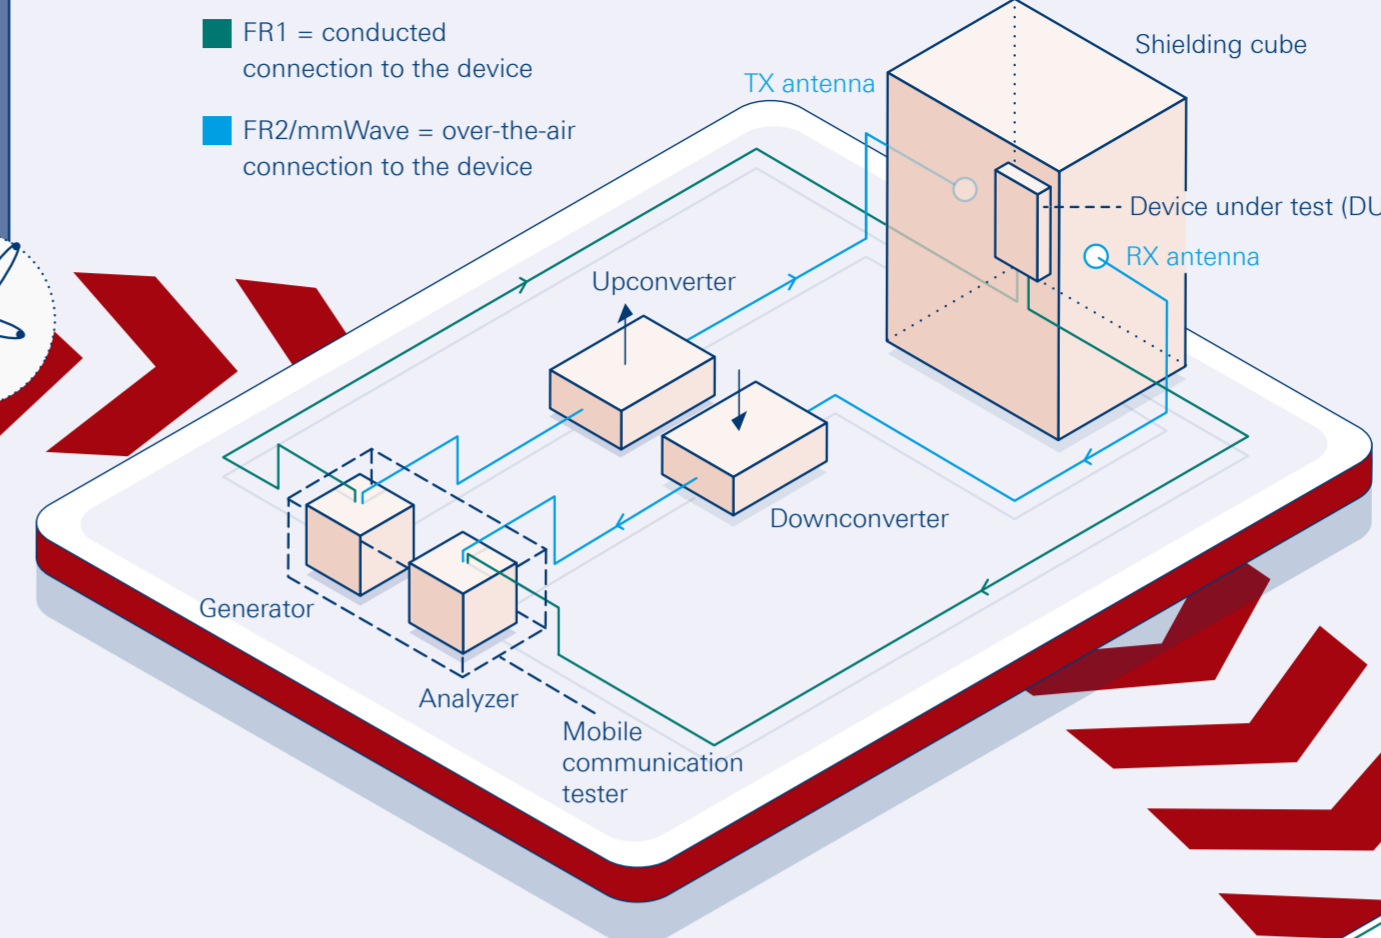 FR1 = conducted
connection to the device
FR2/mmWave = over-the-air
connection to the device
Shielding cube
TX antenna
Device under test (DU
RX antenna
Upconverter
Downconverter
Generator
Analyzer
Mobile
communication
tester